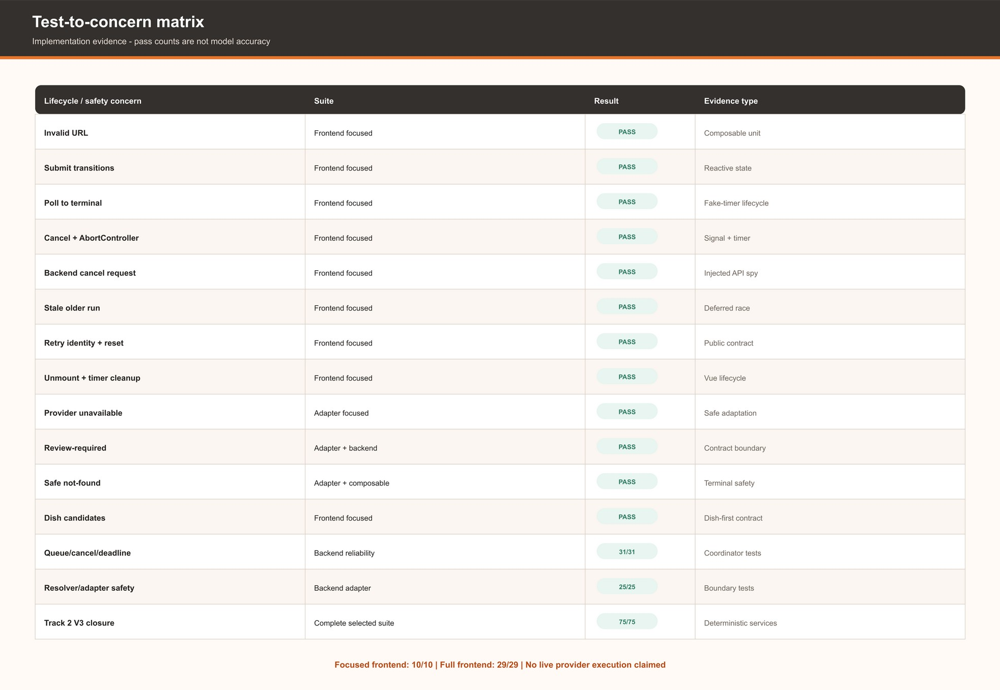 Test-to-concern matrix
Implementation evidence - pass counts are not model accuracy
Lifecycle / safety concern Suite Result Evidence type
Invalid URL Frontend focused PASS Composable unit
Submit transitions Frontend focused PASS Reactive state
Poll to terminal Frontend focused PASS Fake-timer lifecycle
Cancel + AbortController Frontend focused PASS Signal + timer
Backend cancel request Frontend focused PASS Injected API spy
Stale older run Frontend focused PASS Deferred race
Retry identity + reset Frontend focused PASS Public contract
Unmount + timer cleanup Frontend focused PASS Vue lifecycle
Provider unavailable Adapter focused PASS Safe adaptation
Review-required Adapter + backend PASS Contract boundary
Safe not-found Adapter + composable PASS Terminal safety
Dish candidates Frontend focused PASS Dish-first contract
Queue/cancel/deadline Backend reliability 31/31 Coordinator tests
Resolver/adapter safety Backend adapter 25/25 Boundary tests
Track 2 V3 closure Complete selected suite 75/75 Deterministic services
Focused frontend: 10/10 | Full frontend: 29/29 | No live provider execution claimed